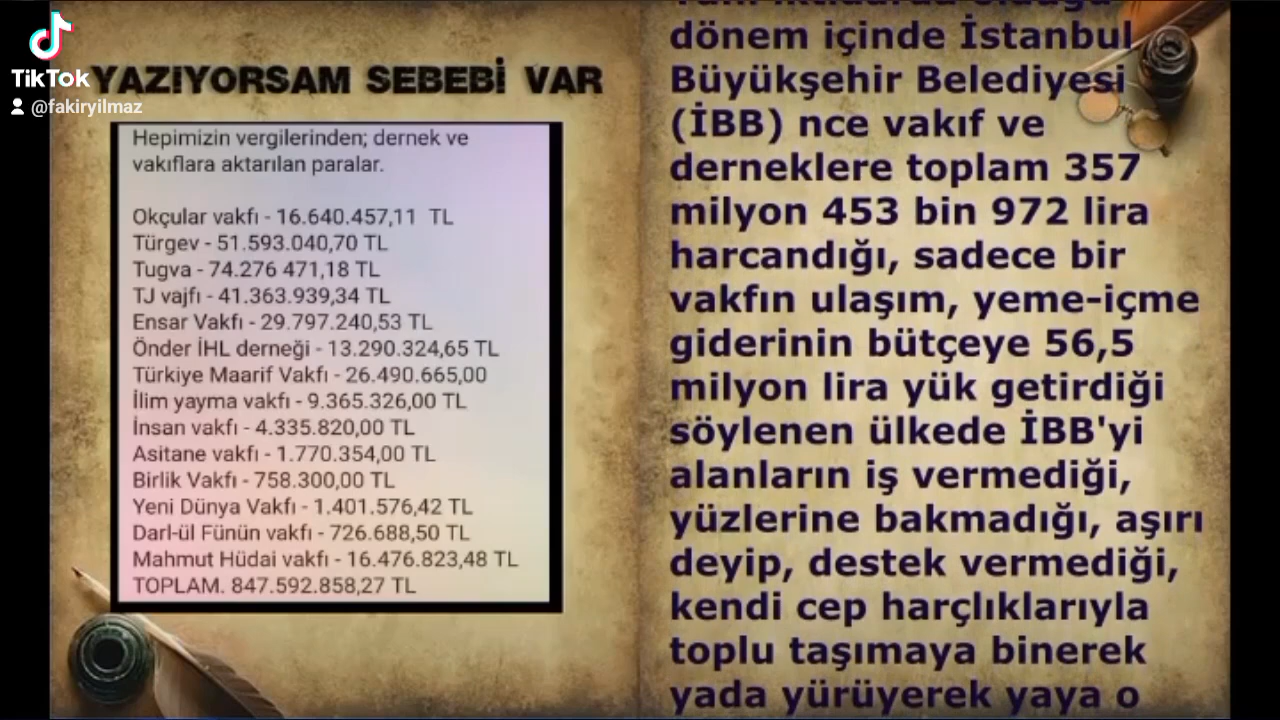 TikTok
@fakiryilmaz
YAZIYORSAM SEBEBİ VAR
Hepimizin vergilerinden; dernek ve
vakıflara aktarılan paralar.
Okçular vakfı - 16.640.457,11 TL
Türgev - 51.593.040,70 TL
Tugva - 74.276 471,18 TL
TJ vajfı - 41.363.939,34 TL
Ensar Vakfı - 29.797.240,53 TL
Önder İHL derneği - 13.290.324,65 TL
Türkiye Maarif Vakfı - 26.490.665,00
İlim yayma vakfı - 9.365.326,00 TL
İnsan vakfı - 4.335.820,00 TL
Asitane vakfı - 1.770.354,00 TL
Birlik Vakfı - 758.300,00 TL
Yeni Dünya Vakfı - 1.401.576,42 TL
Darl-ül Fünün vakfı - 726.688,50 TL
Mahmut Hüdai vakfı - 16.476.823,48 TL
TOPLAM. 847.592.858,27 TL
dönem içinde İstanbul
Büyükşehir Belediyesi
(İBB) nce vakıf ve
derneklere toplam 357
milyon 453 bin 972 lira
harcandığı, sadece bir
vakfın ulaşım, yeme-içme
giderinin bütçeye 56,5
milyon lira yük getirdiği
söylenen ülkede İBB'yi
alanların iş vermediği,
yüzlerine bakmadığı, aşırı
deyip, destek vermediği,
kendi cep harçlıklarıyla
toplu taşımaya binerek
yada yürüyerek yaya o